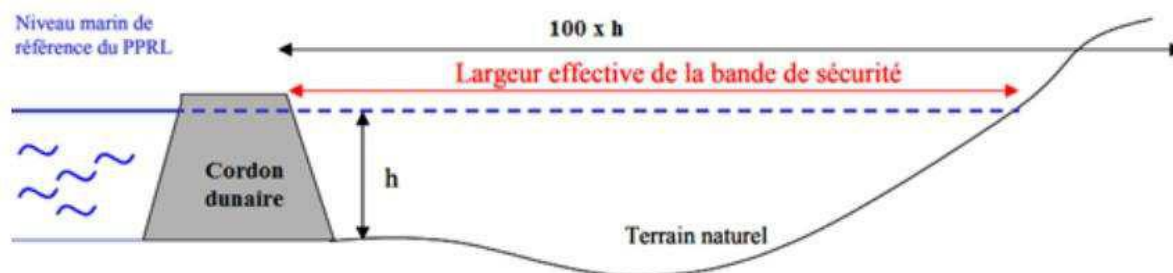 Niveau marin de
référence du PPRL
100 x h
Largeur effective de la bande de sécurité
Cordon
dunaire
h
Terrain naturel